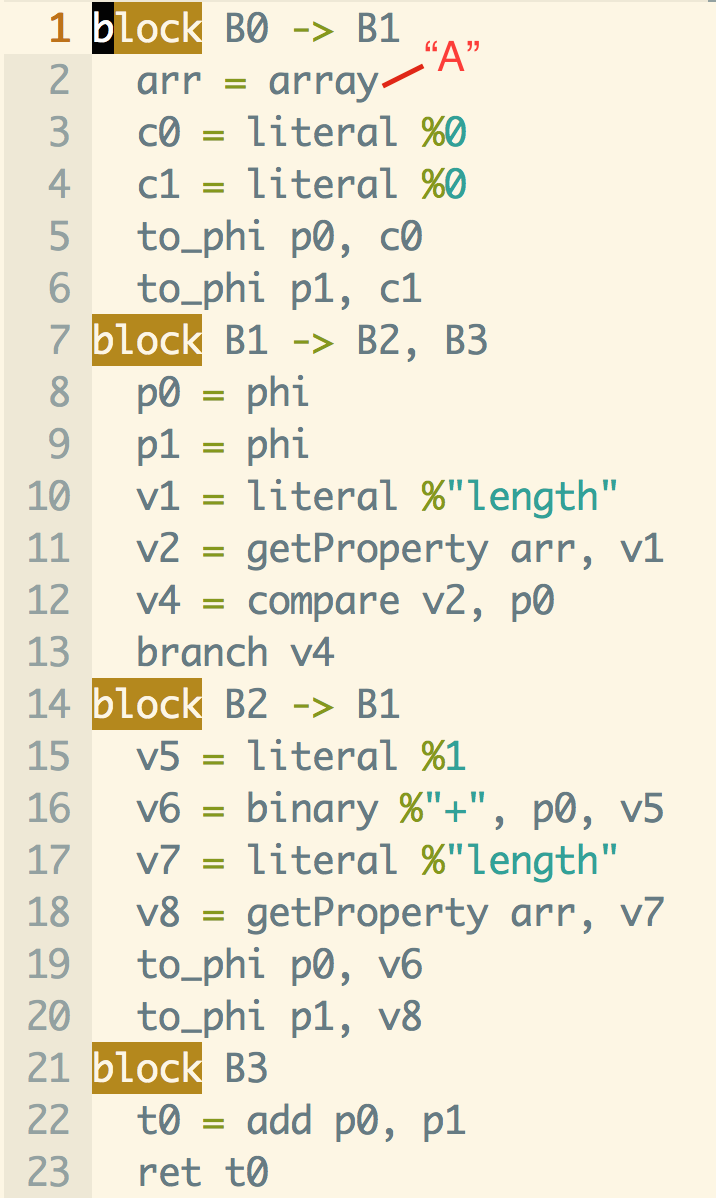 1 block B0 -> B1
“A”
2 arr = array
3 c0 = literal %0
4 c1 = literal %0
5 to_phi p0, c0
6 to_phi p1, c1
7 block B1 -> B2, B3
8 p0 = phi
9 p1 = phi
10 v1 = literal %"length"
11 v2 = getProperty arr, v1
12 v4 = compare v2, p0
13 branch v4
14 block B2 -> B1
15 v5 = literal %1
16 v6 = binary %"+", p0, v5
17 v7 = literal %"length"
18 v8 = getProperty arr, v7
19 to_phi p0, v6
20 to_phi p1, v8
21 block B3
22 t0 = add p0, p1
23 ret t0